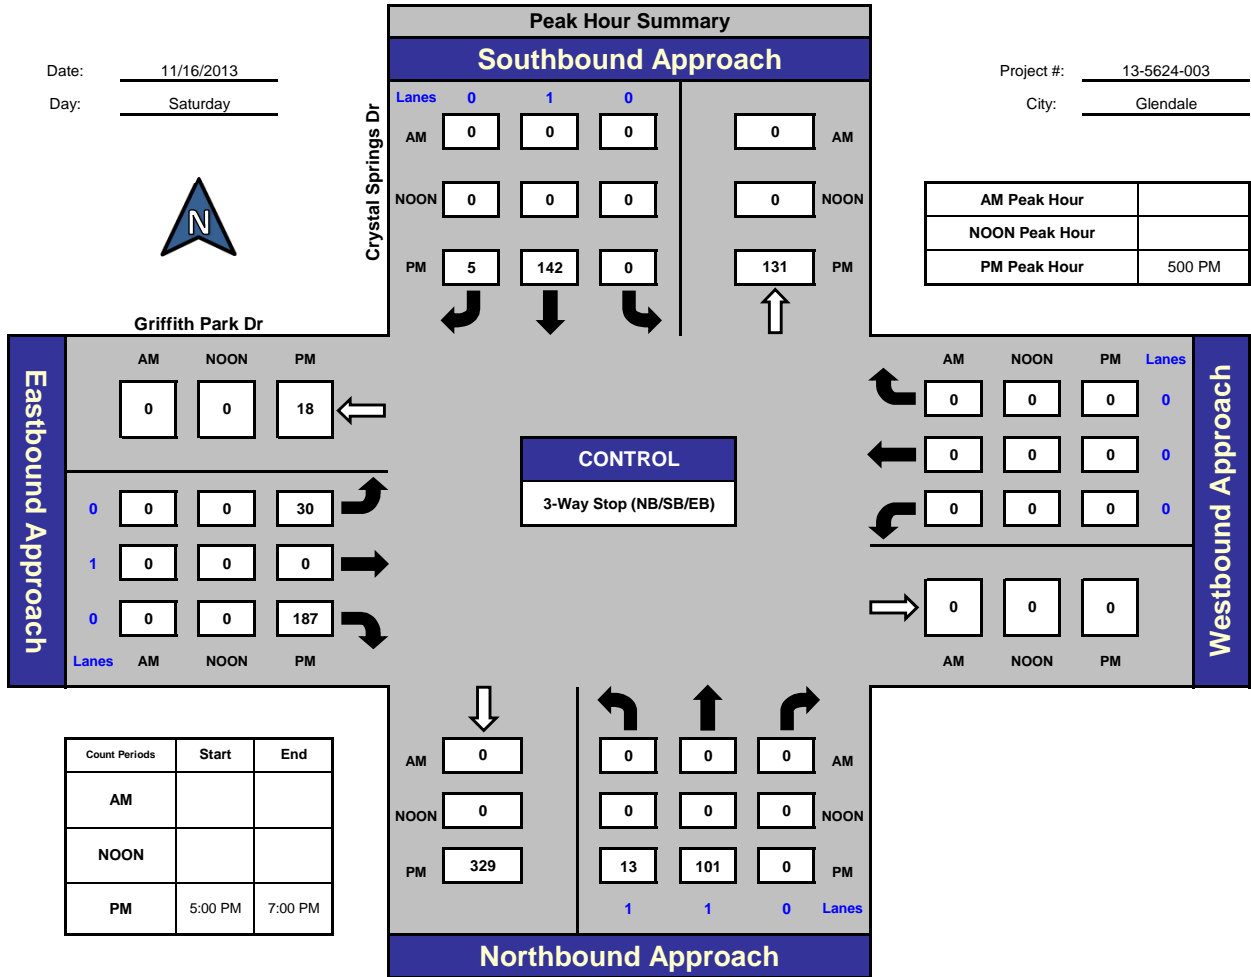 Peak Hour Summary
Southbound Approach
Date: 11/16/2013
Day: Saturday
Project #: 13-5624-003
City: Glendale
N
Crystal Springs Dr
Lanes 0 1 0
AM 0 0 0 0 AM
NOON 0 0 0 0 NOON
PM 5 142 0 131 PM
AM Peak Hour
NOON Peak Hour
PM Peak Hour 500 PM
Griffith Park Dr
Eastbound Approach
AM NOON PM
0 0 18
0 0 0 30
1 0 0 0
0 0 0 187
Lanes AM NOON PM
CONTROL
3-Way Stop (NB/SB/EB)
AM NOON PM Lanes
0 0 0 0
0 0 0 0
0 0 0 0
0 0 0
AM NOON PM
Westbound Approach
Count Periods Start End
AM
NOON
PM 5:00 PM 7:00 PM
AM 0 0 0 0 AM
NOON 0 0 0 0 NOON
PM 329 13 101 0 PM
1 1 0 Lanes
Northbound Approach